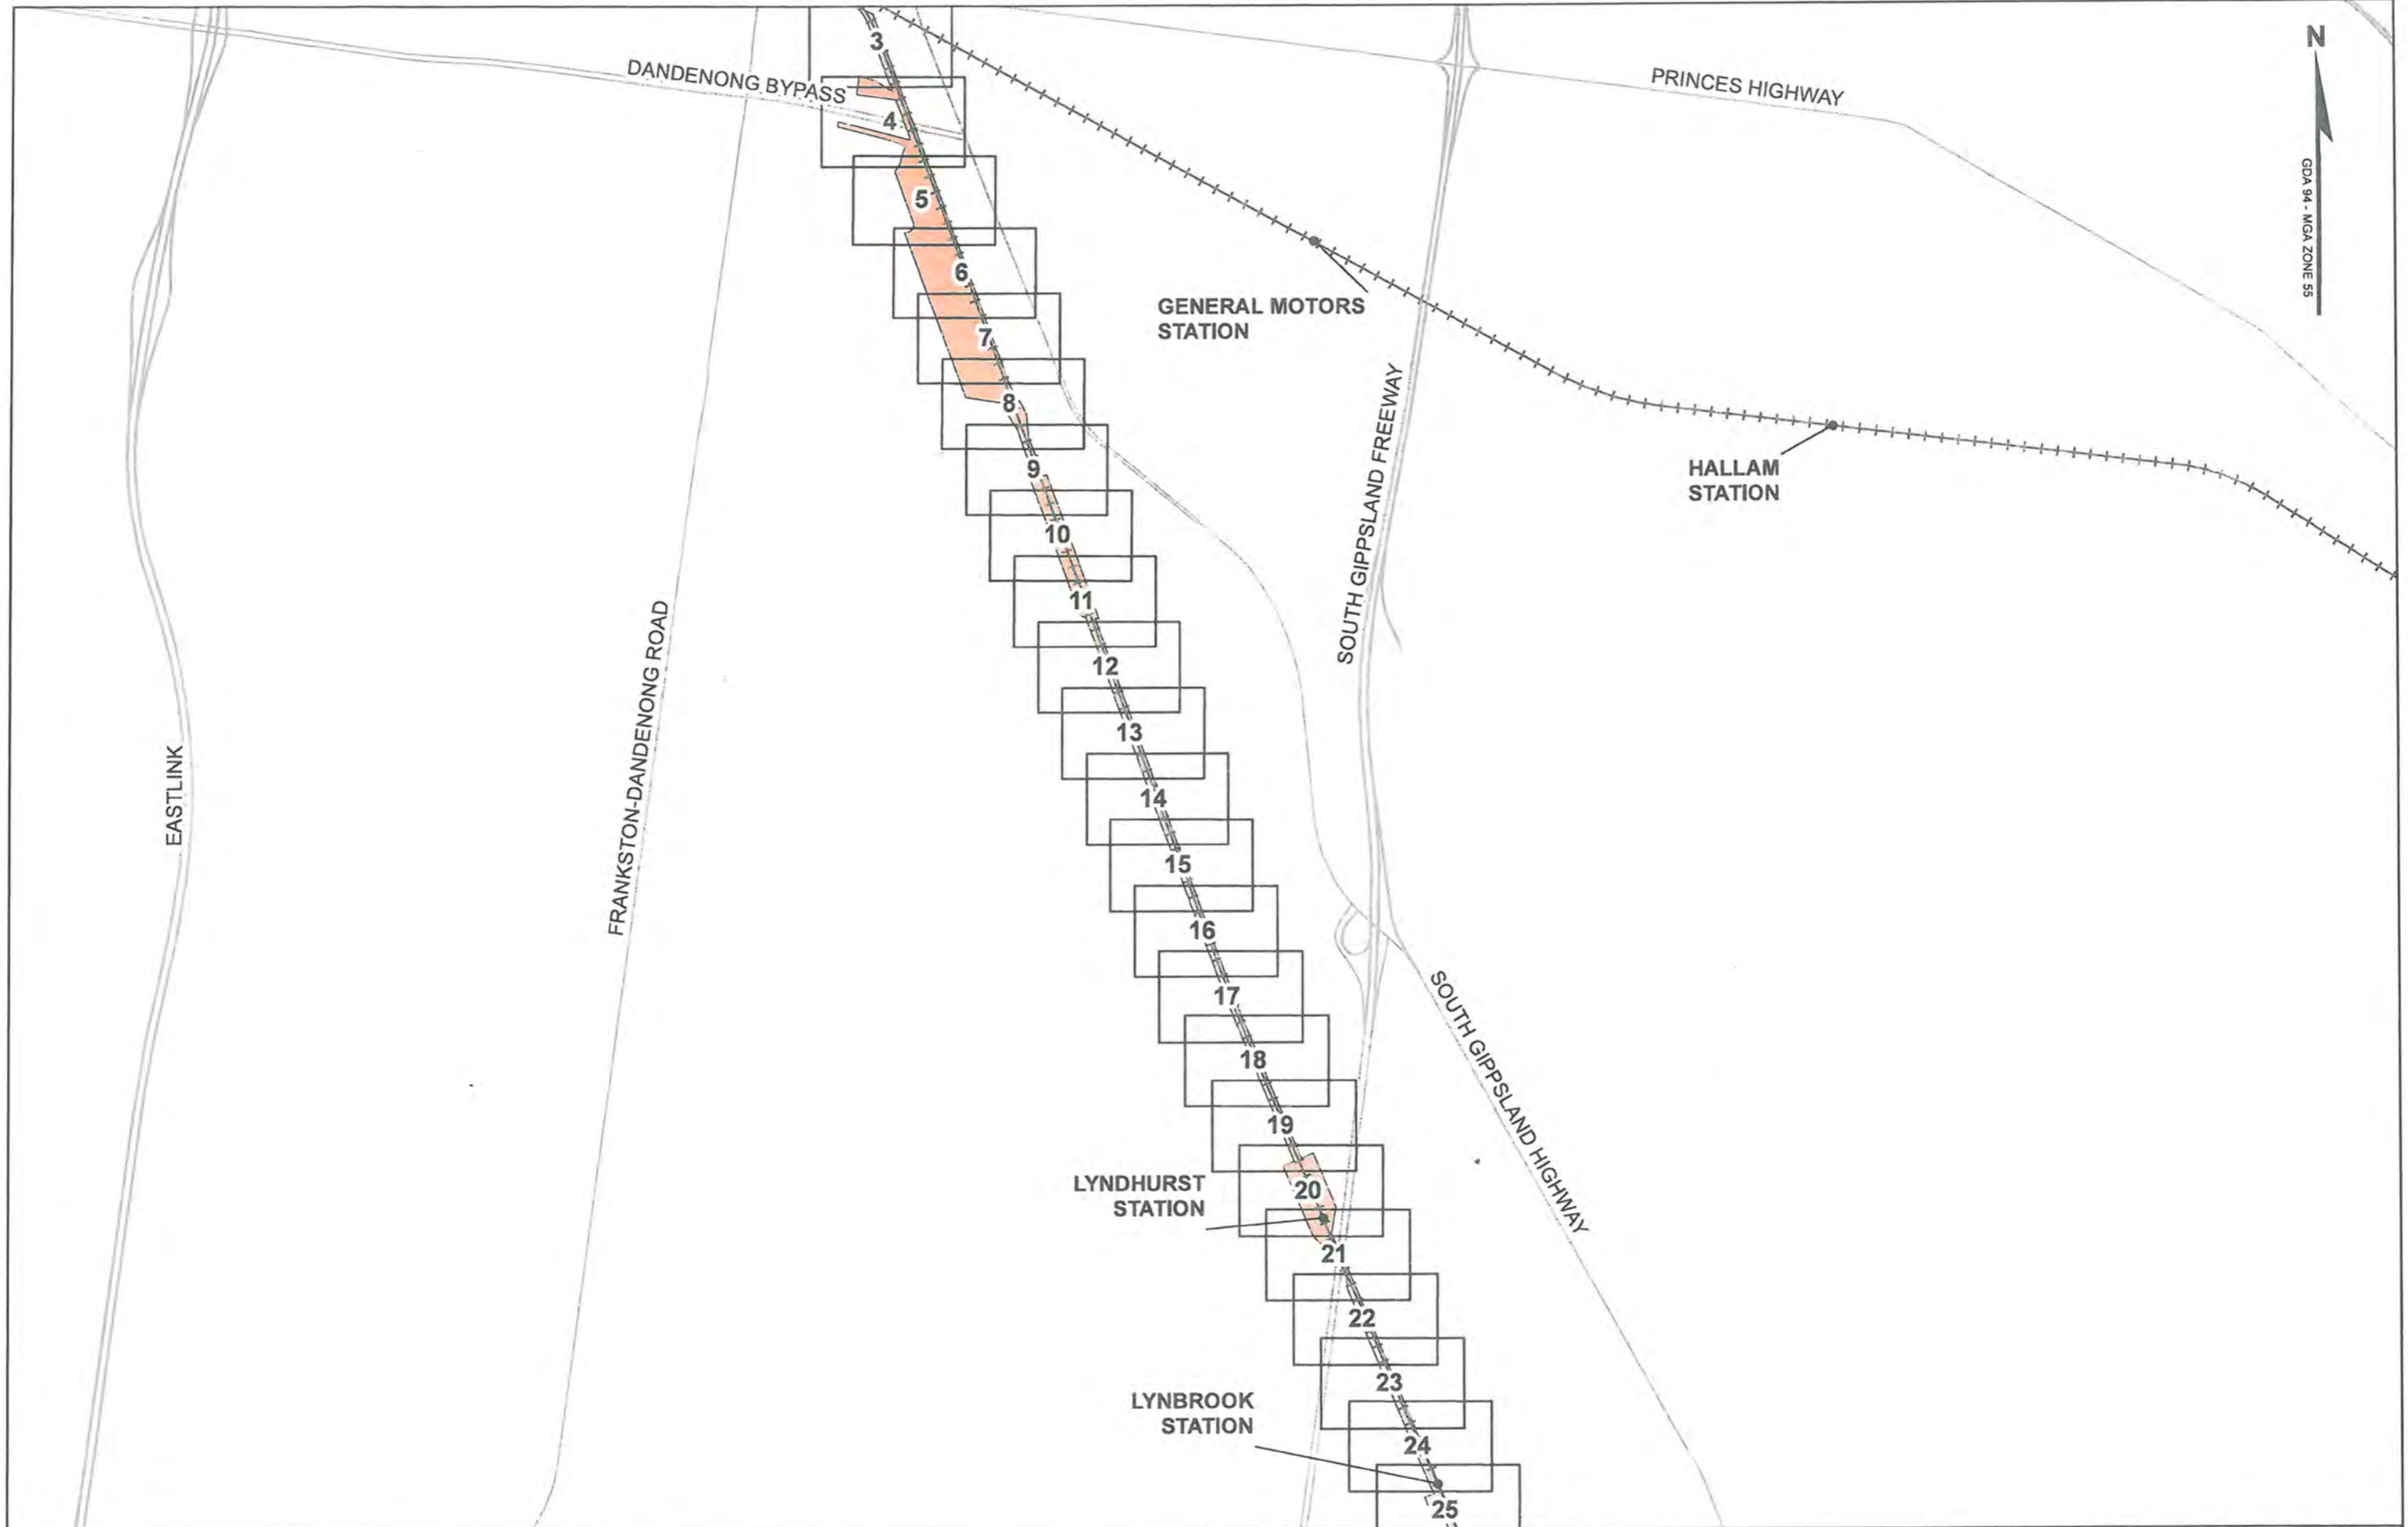 3
N
DANDENONG BYPASS
PRINCES HIGHWAY
4
GDA 94 - MGA ZONE 55
5
6
GENERAL MOTORS
STATION
7
8
SOUTH GIPPSLAND FREEWAY
HALLAM
STATION
9
10
11
FRANKSTON-DANDENONG ROAD
12
13
EASTLINK
14
15
16
17
SOUTH GIPPSLAND HIGHWAY
18
19
LYNDHURST
STATION
20
21
22
23
LYNBROOK
STATION
24
25